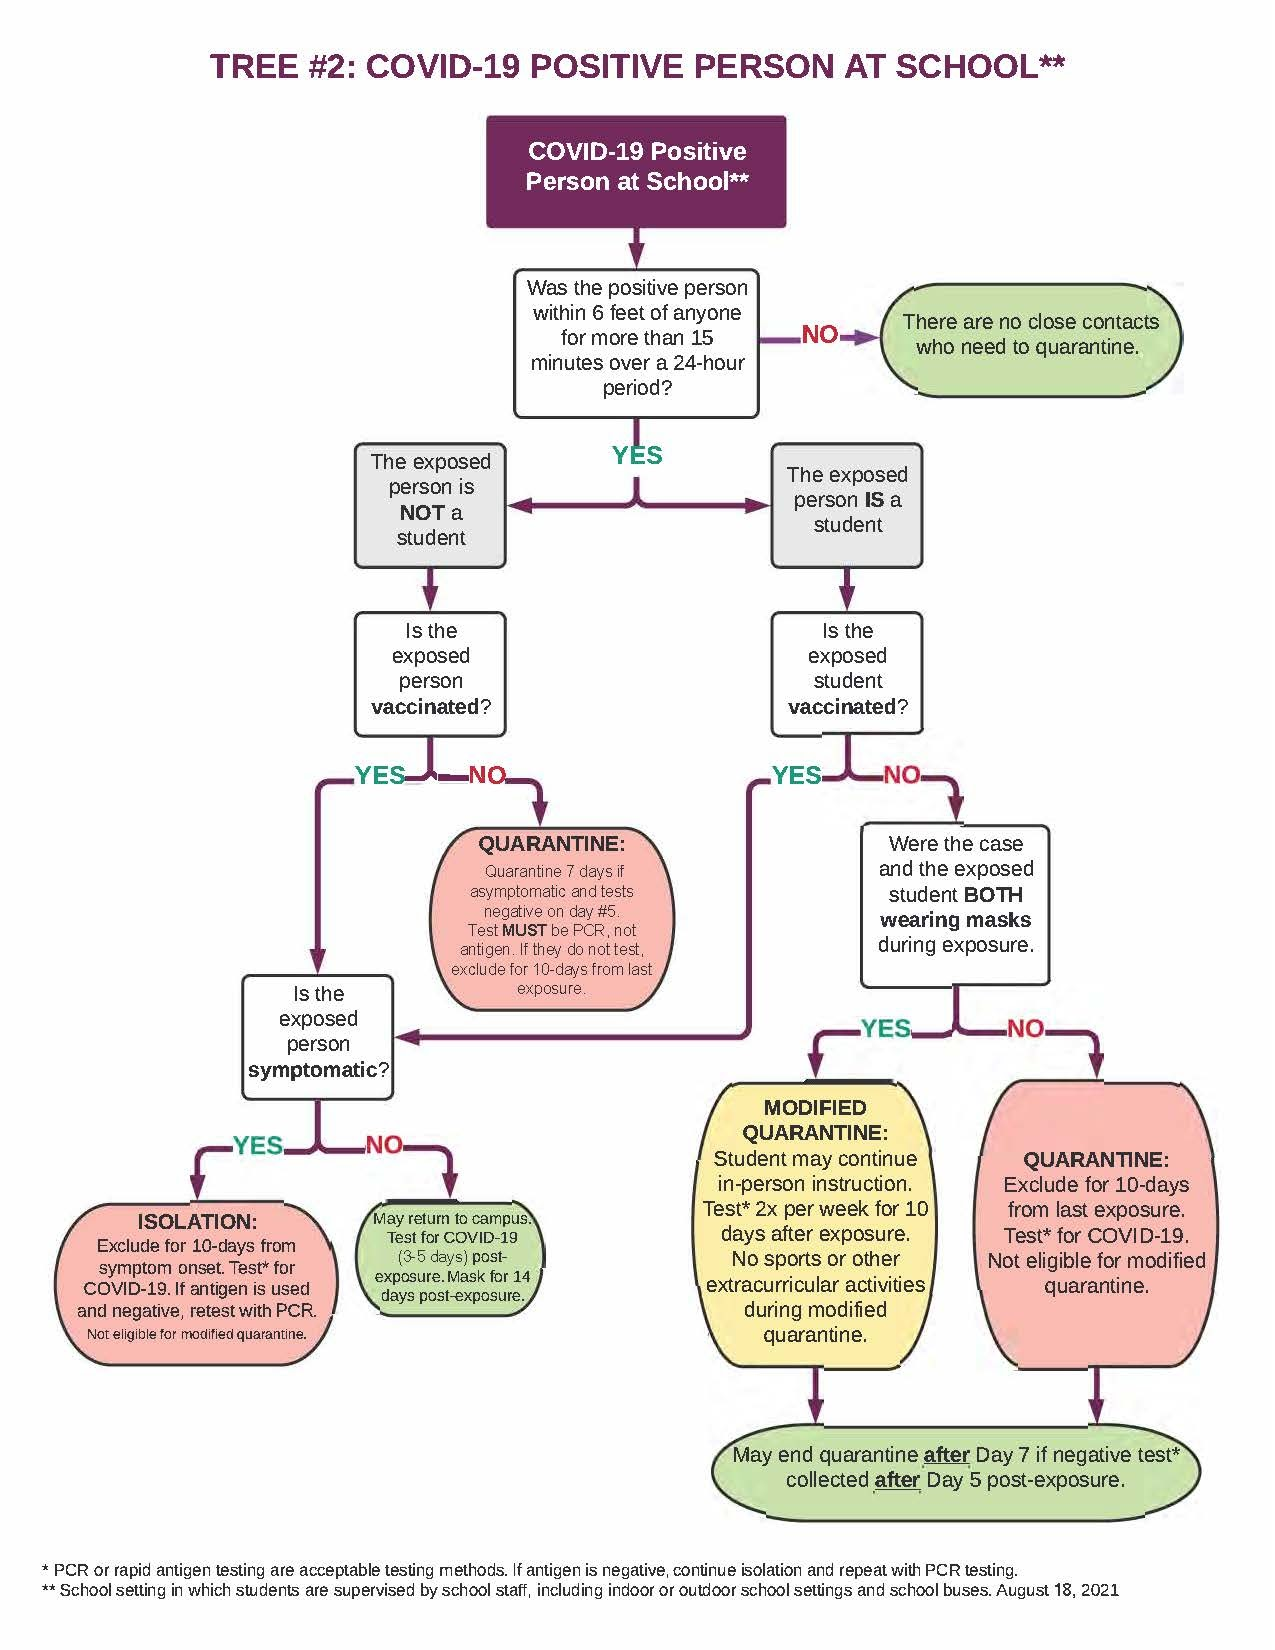 TREE #2: COVID-19 POSITIVE PERSON AT SCHOOL**
COVID-19 Positive
Person at School**
Was the positive person
within 6 feet of anyone
for more than 15
minutes over a 24-hour
period?
NO
There are no close contacts
who need to quarantine.
YES
The exposed
person is
NOT a
student
The exposed
person IS a
student
Is the
exposed
person
vaccinated?
Is the
exposed
student
vaccinated?
YES
NO
YES
NO
QUARANTINE:
Quarantine 7 days if
asymptomatic and tests
negative on day #5.
Test MUST be PCR, not
antigen. If they do not test,
exclude for 10-days from last
exposure.
Were the case
and the exposed
student BOTH
wearing masks
during exposure.
Is the
exposed
person
symptomatic?
YES
NO
YES
NO
ISOLATION:
Exclude for 10-days from
symptom onset. Test* for
COVID-19. If antigen is used
and negative, retest with PCR.
Not eligible for modified quarantine.
May return to campus.
Test for COVID-19
(3-5 days) post-
exposure. Mask for 14
days post-exposure.
MODIFIED
QUARANTINE:
Student may continue
in-person instruction.
Test* 2x per week for 10
days after exposure.
No sports or other
extracurricular activities
during modified
quarantine.
QUARANTINE:
Exclude for 10-days
from last exposure.
Test* for COVID-19.
Not eligible for modified
quarantine.
May end quarantine after Day 7 if negative test*
collected after Day 5 post-exposure.
* PCR or rapid antigen testing are acceptable testing methods. If antigen is negative, continue isolation and repeat with PCR testing.
** School setting in which students are supervised by school staff, including indoor or outdoor school settings and school buses. August 18, 2021